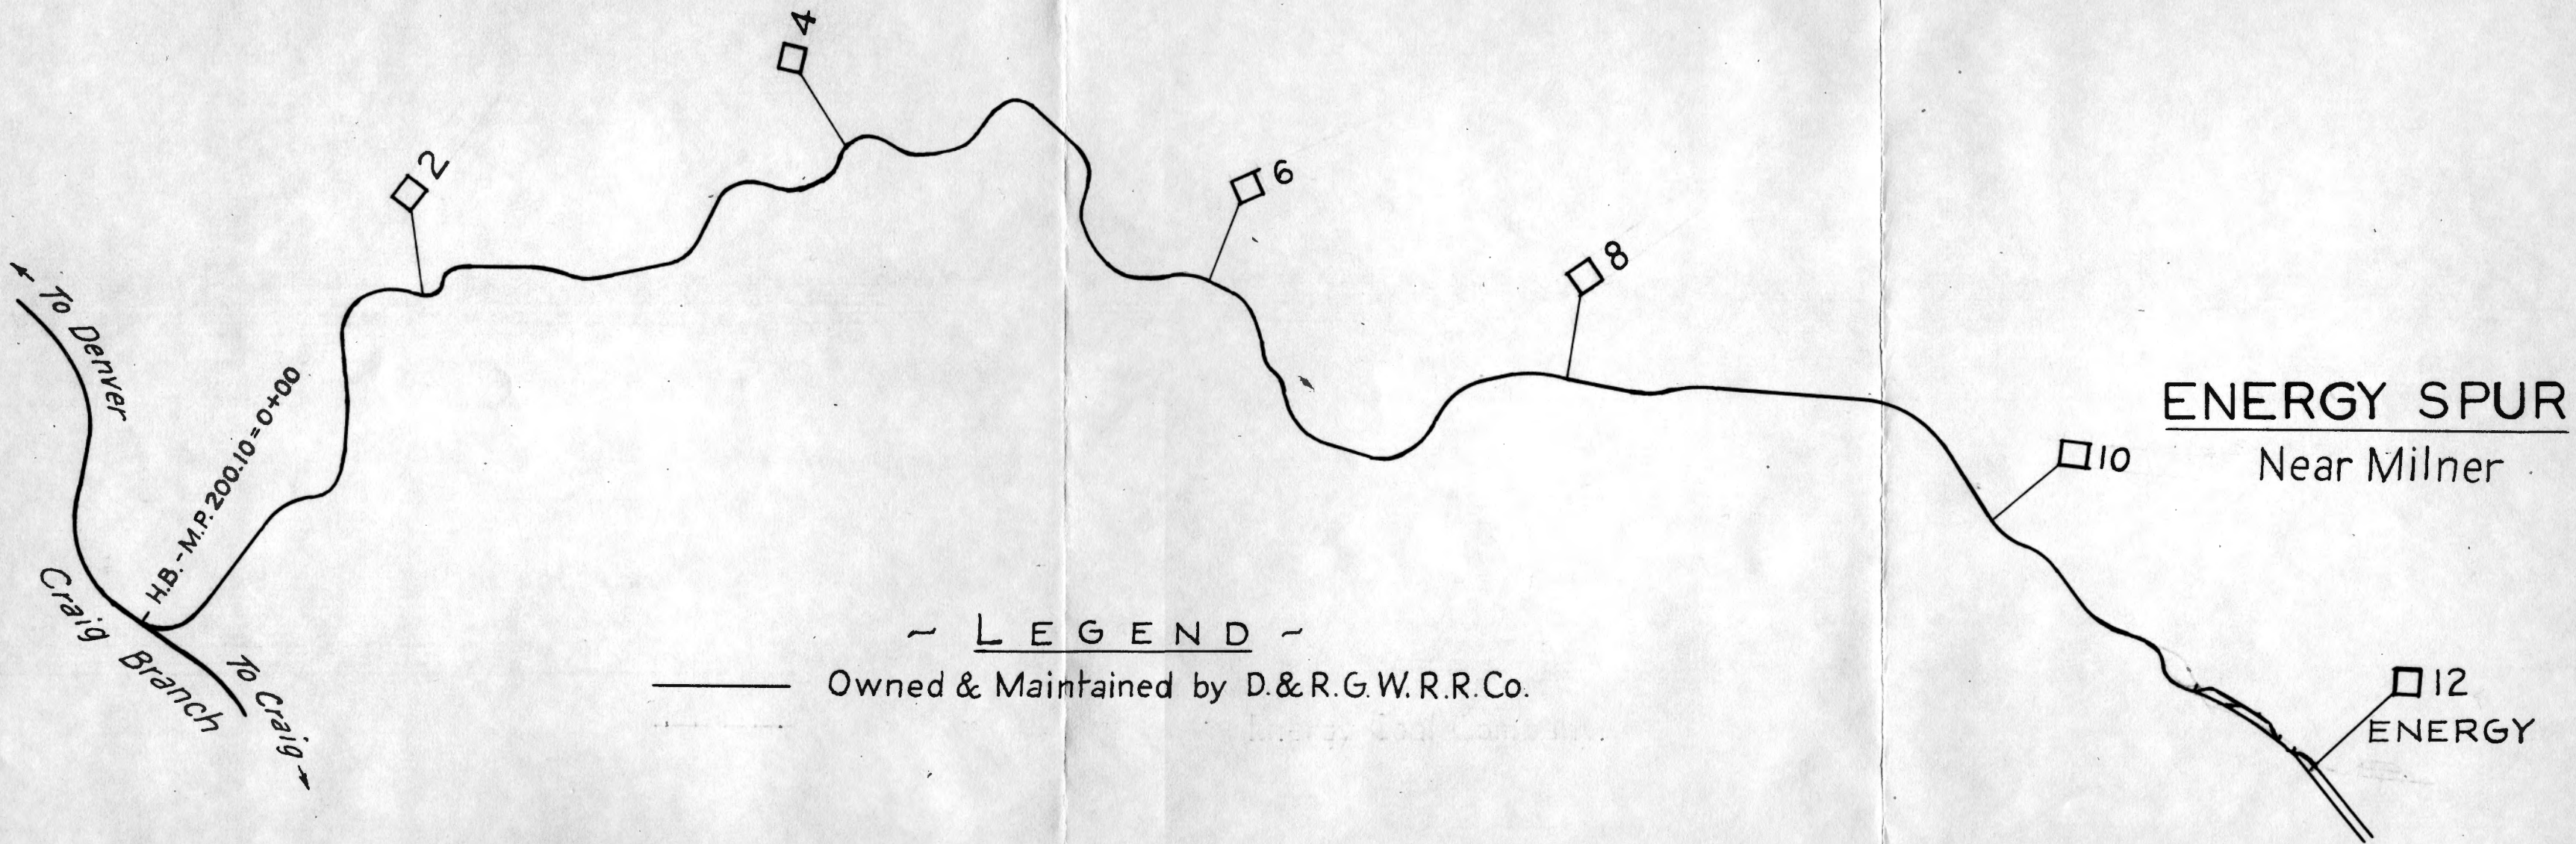 4
2
6
8
To Denver
H.B.-M.P. 200.10=0+00
ENERGY SPUR
Near Milner
10
Craig Branch
To Craig
~ LEGEND ~
Owned & Maintained by D.& R.G.W.R.R.Co.
12
ENERGY